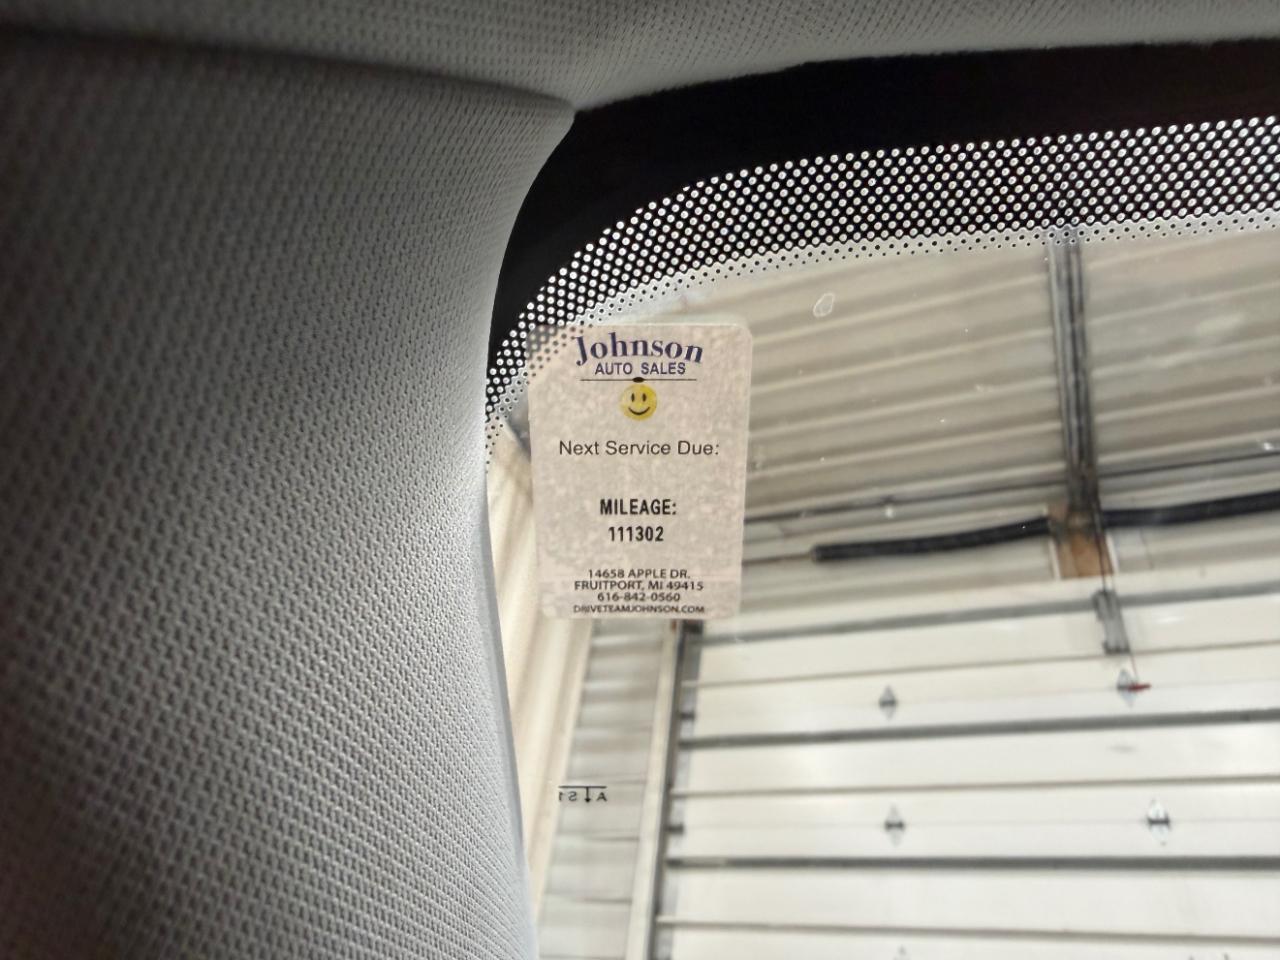 Johnson
AUTO SALES
Next Service Due:
MILEAGE:
111302
14658 APPLE DR.
FRUITPORT, MI 49415
616-842-0560
DRIVETEAMJOHNSON.COM